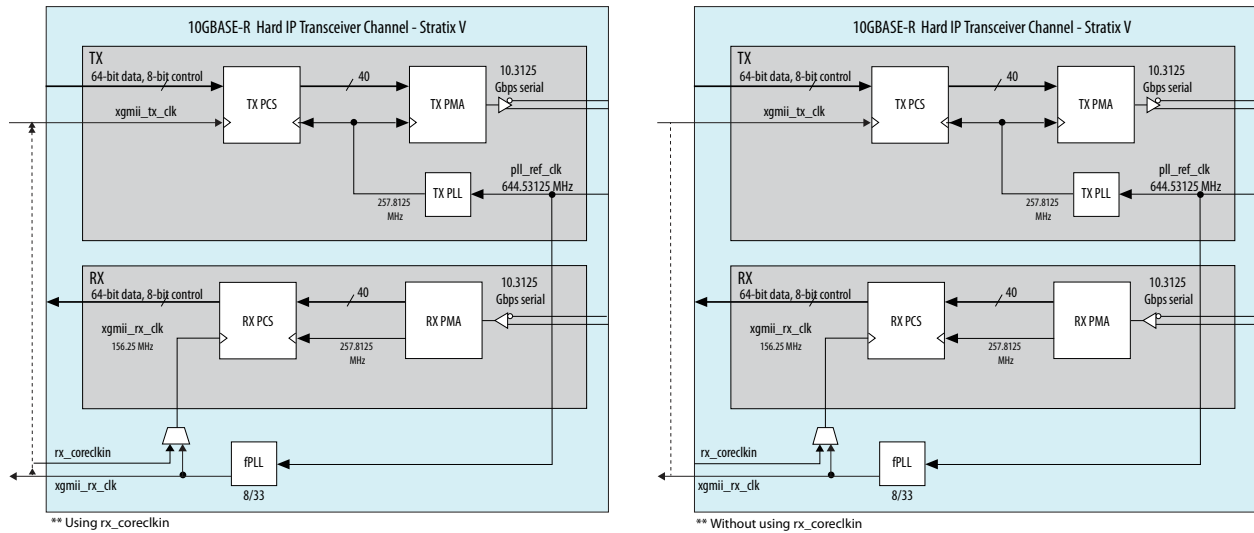 10GBASE-R Hard IP Transceiver Channel - Stratix V
TX
64-bit data, 8-bit control
40
10.3125
Gbps serial
TX PCS
TX PMA
xgmii_tx_clk
pll_ref_clk
644.53125 MHz
TX PLL
257.8125
MHz
RX
64-bit data, 8-bit control
40
10.3125
Gbps serial
xgmii_rx_clk
156.25 MHz
RX PCS
RX PMA
257.8125
MHz
rx_coreclkin
xgmii_rx_clk
fPLL
8/33
** Using rx_coreclkin
10GBASE-R Hard IP Transceiver Channel - Stratix V
TX
64-bit data, 8-bit control
40
10.3125
Gbps serial
TX PCS
TX PMA
xgmii_tx_clk
pll_ref_clk
644.53125 MHz
TX PLL
257.8125
MHz
RX
64-bit data, 8-bit control
40
10.3125
Gbps serial
xgmii_rx_clk
156.25 MHz
RX PCS
RX PMA
257.8125
MHz
rx_coreclkin
xgmii_rx_clk
fPLL
8/33
** Without using rx_coreclkin